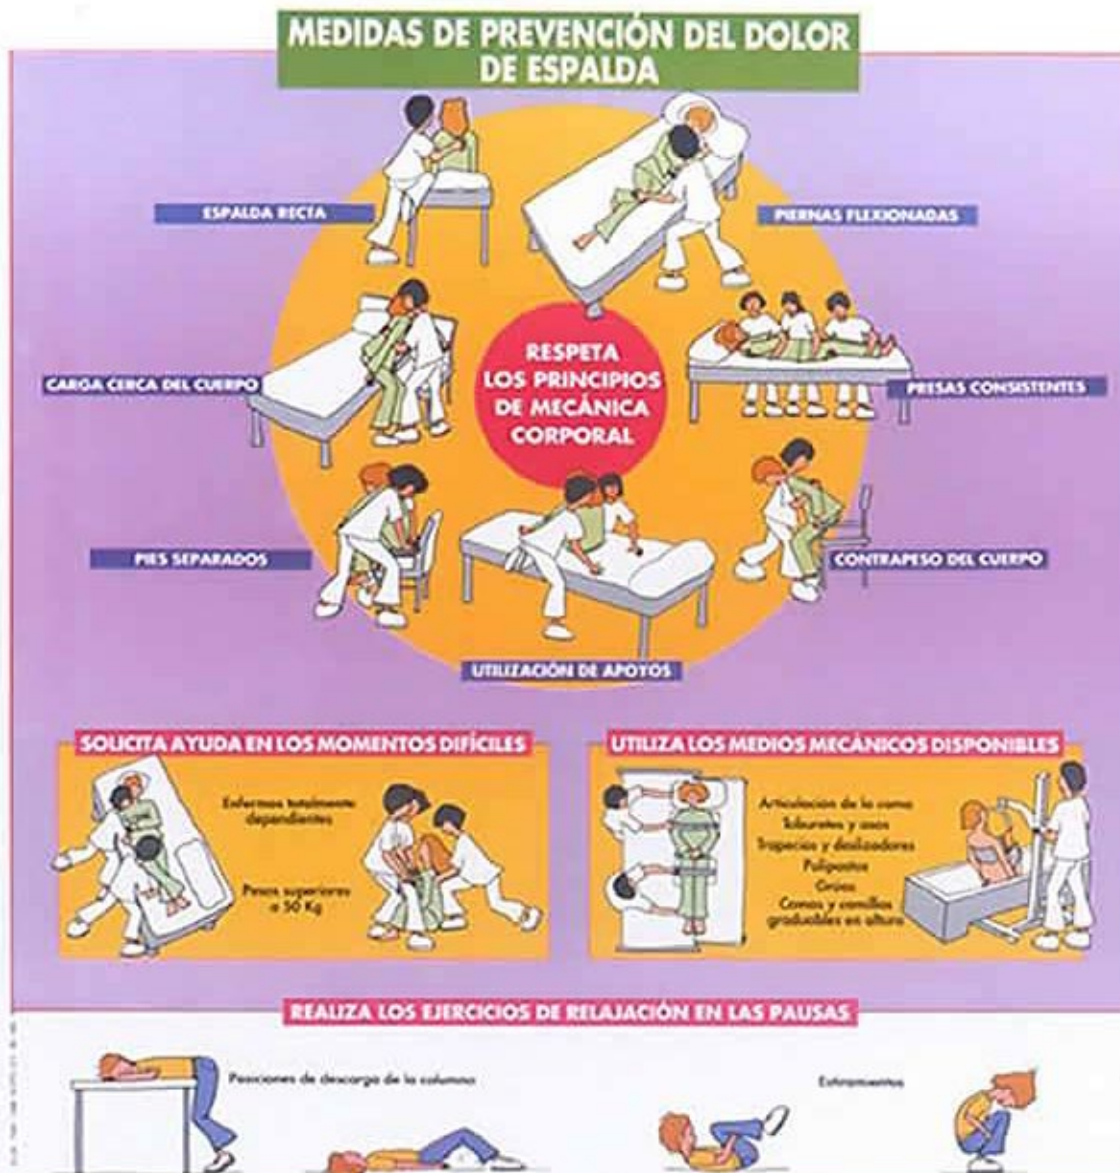 MEDIDAS DE PREVENCIÓN DEL DOLOR
DE ESPALDA
ESPALDA RECTA
PIERNAS FLEXIONADAS
RESPETA
LOS PRINCIPIOS
DE MECÁNICA
CORPORAL
CARGA CERCA DEL CUERPO
PRESAS CONSISTENTES
PIES SEPARADOS
CONTRAPESO DEL CUERPO
UTILIZACIÓN DE APOYOS
SOLICITA AYUDA EN LOS MOMENTOS DIFÍCILES
Enfermos totalmente
dependientes
Pesos superiores
a 50 Kg
UTILIZA LOS MEDIOS MECÁNICOS DISPONIBLES
Articulación de la cama
Taburetes y asas
Trapecios y deslizadores
Polipastos
Grúas
Camas y camillas
graduables en altura
REALIZA LOS EJERCICIOS DE RELAJACIÓN EN LAS PAUSAS
Posiciones de descarga de la columna
Estiramientos